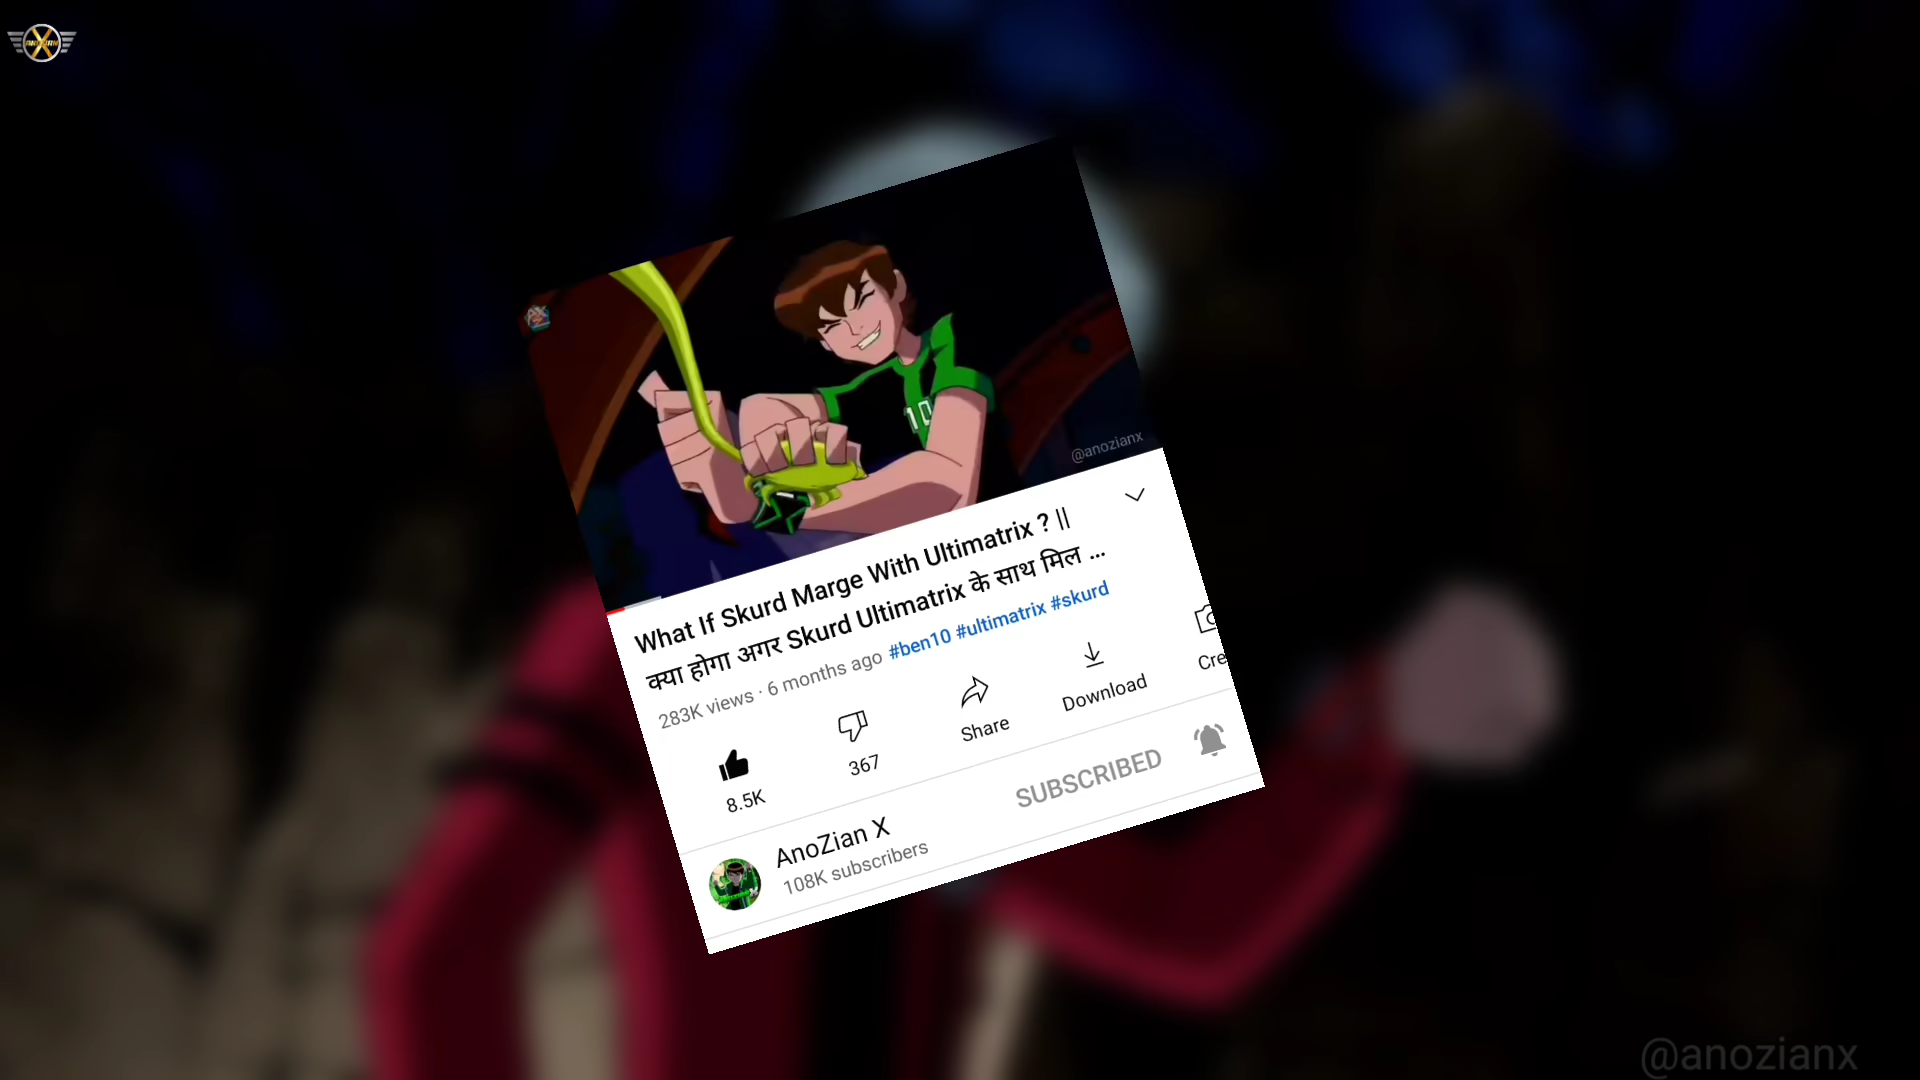 10
@anozianx
What If Skurd Marge With Ultimatrix ? ||
क्या होगा अगर Skurd Ultimatrix के साथ मिल ...
283K views · 6 months ago #ben10 #ultimatrix #skurd
8.5K
367
Share
Download
Cre
AnoZian X
108K subscribers
SUBSCRIBED
@anozianx